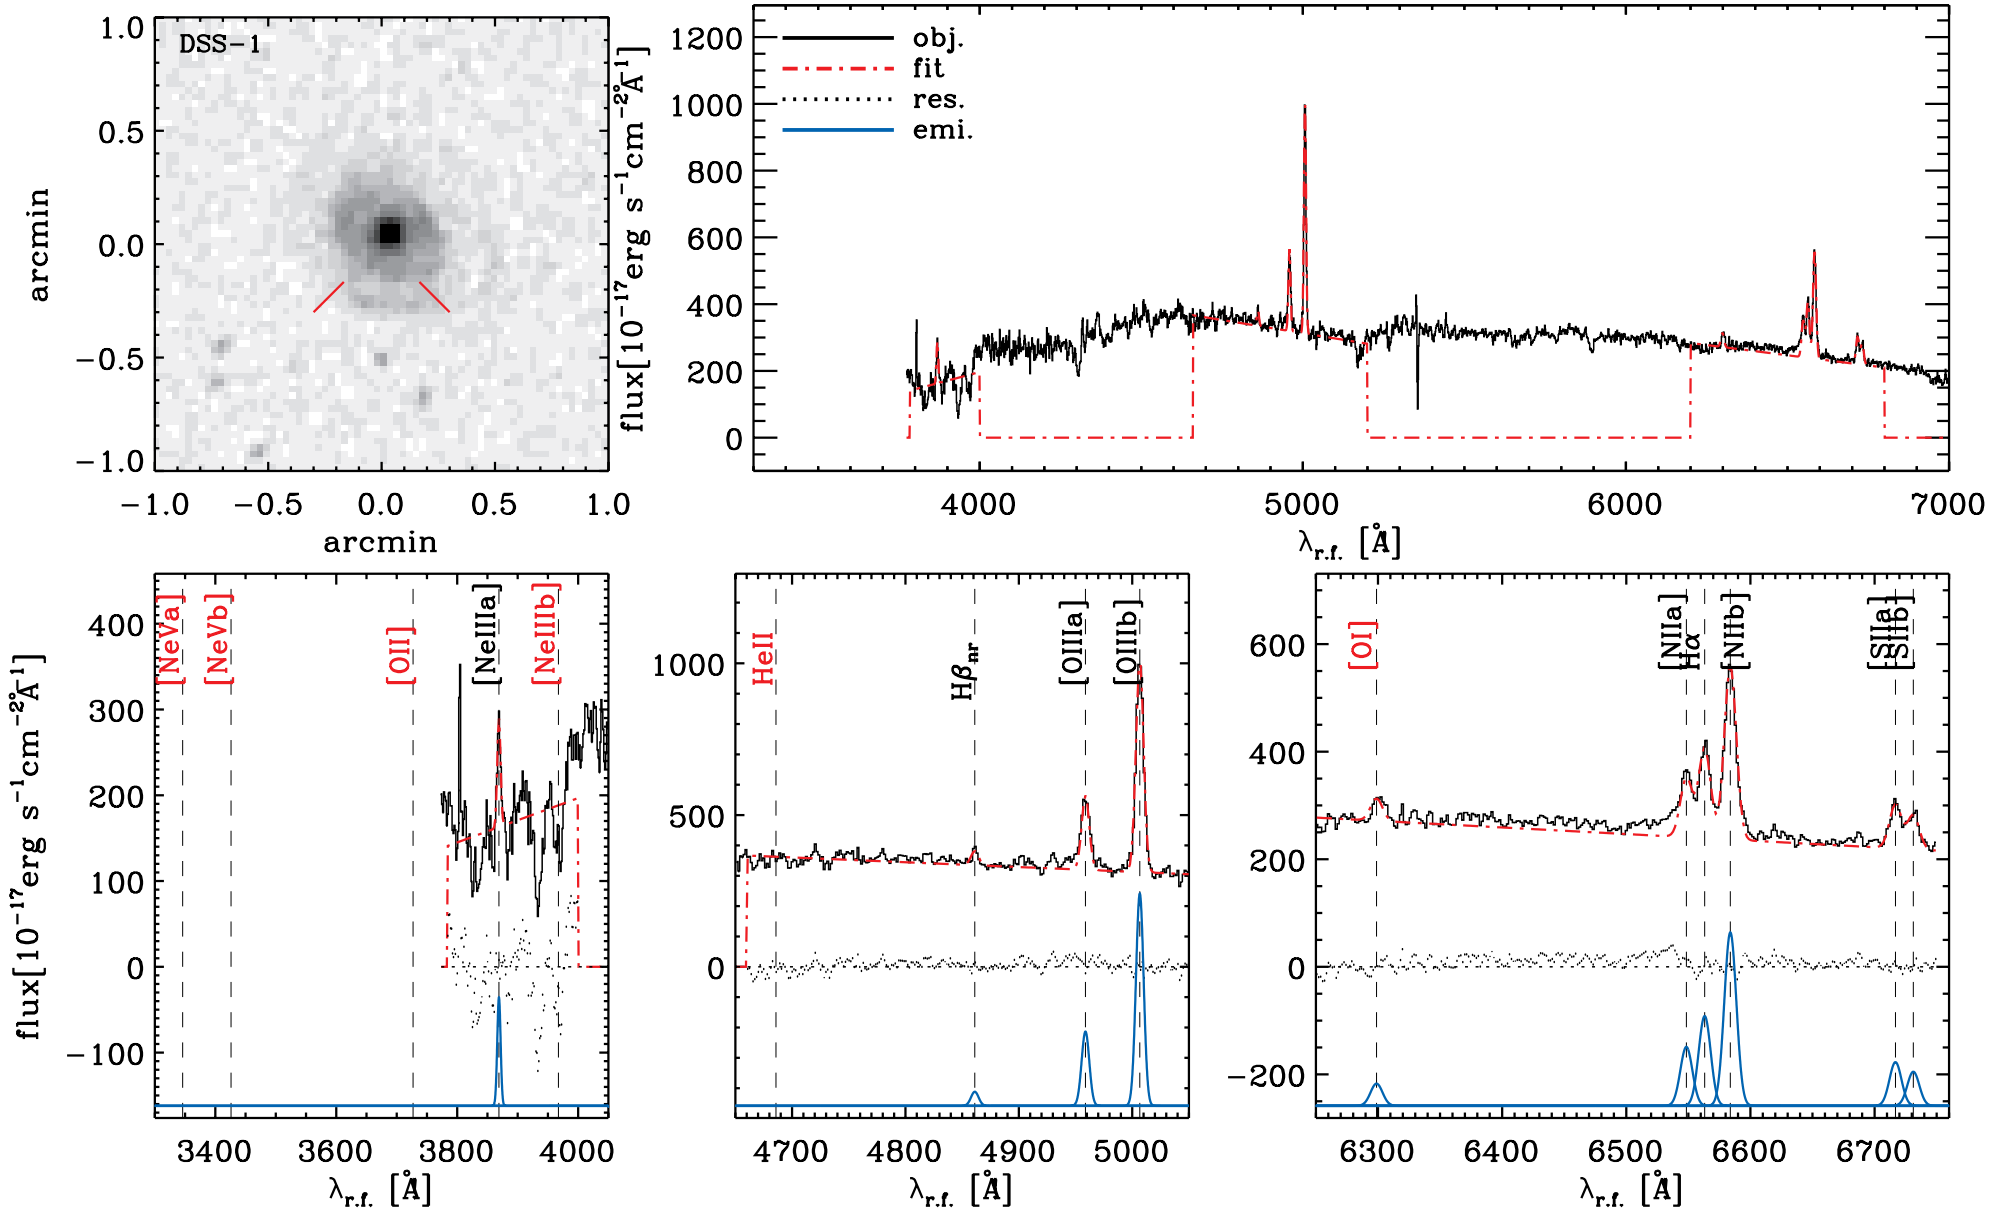 DSS-1
1.0
0.5
0.0
-0.5
-1.0
arcmin
-1.0 -0.5 0.0 0.5 1.0
arcmin
obj.
fit
res.
emi.
1200
1000
800
600
400
200
0
flux[10⁻¹⁷erg s⁻¹cm⁻²Å⁻¹]
4000 5000 6000 7000
λr.f. [Å]
[NeVa] [NeVb] [OII] [NeIIIa] [NeIIIb]
400
300
200
100
0
-100
flux[10⁻¹⁷erg s⁻¹cm⁻²Å⁻¹]
3400 3600 3800 4000
λr.f. [Å]
HeII Hβnr [OIIIa] [OIIIb]
1000
500
0
4700 4800 4900 5000
λr.f. [Å]
[OI] [NIIa] Hα [NIIb] [SIIa] [SIIb]
600
400
200
0
-200
6300 6400 6500 6600 6700
λr.f. [Å]